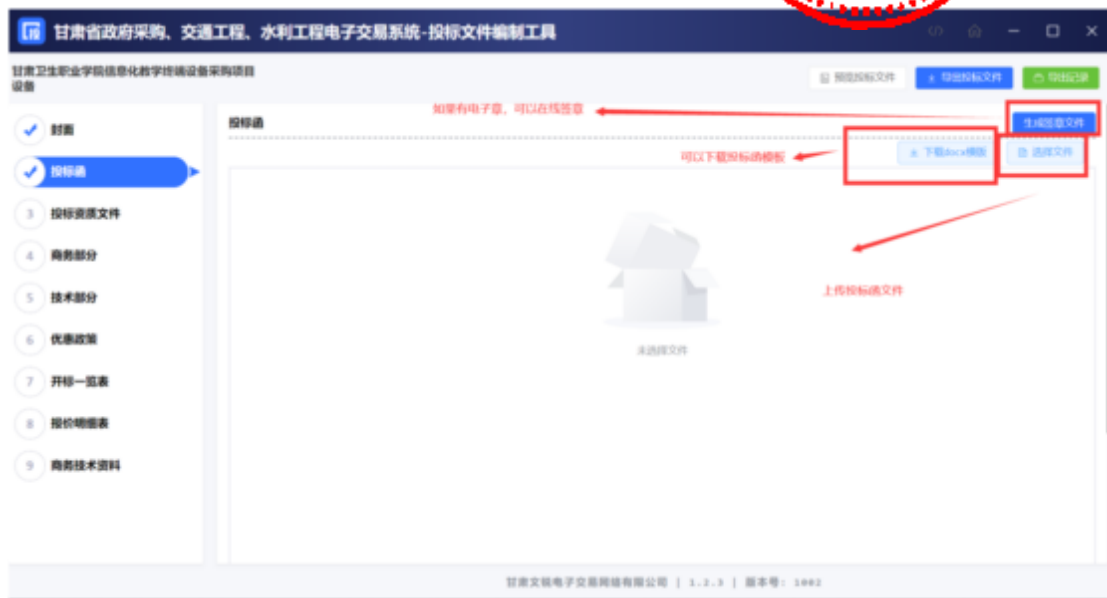 甘肃省政府采购、交通工程、水利工程电子交易系统-投标文件编制工具
甘肃卫生职业学院信息化教学终端设备采购项目
设备
预览投标文件
导出投标文件
导出记录
如果有电子章，可以在线签章
封面
投标函
生成签章文件
可以下载投标函模板
下载docx模版
选择文件
投标函
3 投标资质文件
4 商务部分
5 技术部分
上传投标函文件
6 优惠政策
未选择文件
7 开标一览表
8 报价明细表
9 商务技术资料
甘肃文锐电子交易网络有限公司 | 1.2.3 | 版本号: 1002